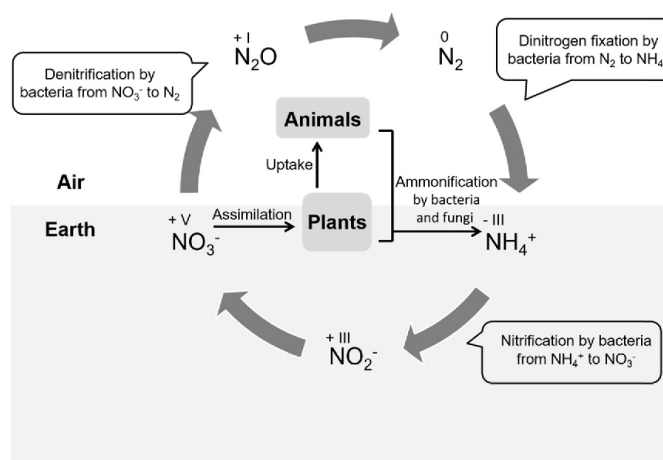 + I
N₂O
0
N₂
Denitrification by
bacteria from NO₃⁻ to N₂
Dinitrogen fixation by
bacteria from N₂ to NH₄
Animals
Uptake
Air
Ammonification
by bacteria
and fungi
Earth
+ V
NO₃⁻
Assimilation
Plants
- III
NH₄⁺
+ III
NO₂⁻
Nitrification by bacteria
from NH₄⁺ to NO₃⁻